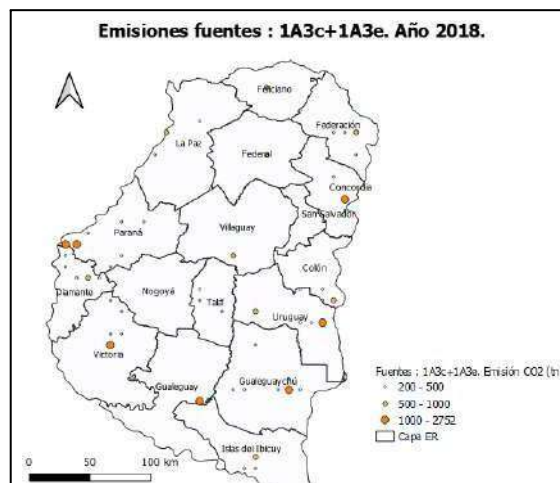 Emisiones fuentes : 1A3c+1A3e. Año 2018.
Feliciano
Federación
La Paz
Federal
Concordia
San Salvador
Paraná
Villaguay
Colón
Diamante
Nogoyá
Tala
Uruguay
Victoria
Gualeguay
Gualeguaychú
Islas del Ibicuy
Fuentes : 1A3c+1A3e. Emisión CO2 (tn
200 - 500
500 - 1000
1000 - 2752
Capa ER
0 50 100 km